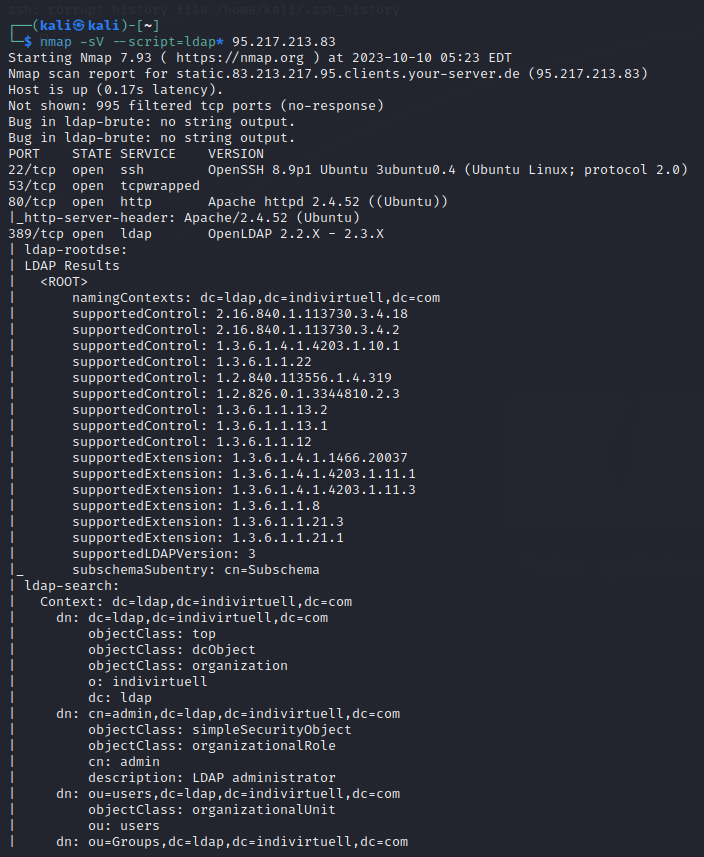 zsh: corrupt history file /home/kali/.zsh_history
┌──(kali㉿kali)-[~]
└─$ nmap -sV --script=ldap* 95.217.213.83
Starting Nmap 7.93 ( https://nmap.org ) at 2023-10-10 05:23 EDT
Nmap scan report for static.83.213.217.95.clients.your-server.de (95.217.213.83)
Host is up (0.17s latency).
Not shown: 995 filtered tcp ports (no-response)
Bug in ldap-brute: no string output.
Bug in ldap-brute: no string output.
PORT    STATE SERVICE    VERSION
22/tcp  open  ssh        OpenSSH 8.9p1 Ubuntu 3ubuntu0.4 (Ubuntu Linux; protocol 2.0)
53/tcp  open  tcpwrapped
80/tcp  open  http       Apache httpd 2.4.52 ((Ubuntu))
|_http-server-header: Apache/2.4.52 (Ubuntu)
389/tcp open  ldap       OpenLDAP 2.2.X - 2.3.X
| ldap-rootdse:
| LDAP Results
|   <ROOT>
|       namingContexts: dc=ldap,dc=indivirtuell,dc=com
|       supportedControl: 2.16.840.1.113730.3.4.18
|       supportedControl: 2.16.840.1.113730.3.4.2
|       supportedControl: 1.3.6.1.4.1.4203.1.10.1
|       supportedControl: 1.3.6.1.1.22
|       supportedControl: 1.2.840.113556.1.4.319
|       supportedControl: 1.2.826.0.1.3344810.2.3
|       supportedControl: 1.3.6.1.1.13.2
|       supportedControl: 1.3.6.1.1.13.1
|       supportedControl: 1.3.6.1.1.12
|       supportedExtension: 1.3.6.1.4.1.1466.20037
|       supportedExtension: 1.3.6.1.4.1.4203.1.11.1
|       supportedExtension: 1.3.6.1.4.1.4203.1.11.3
|       supportedExtension: 1.3.6.1.1.8
|       supportedExtension: 1.3.6.1.1.21.3
|       supportedExtension: 1.3.6.1.1.21.1
|       supportedLDAPVersion: 3
|_      subschemaSubentry: cn=Subschema
| ldap-search:
|   Context: dc=ldap,dc=indivirtuell,dc=com
|     dn: dc=ldap,dc=indivirtuell,dc=com
|         objectClass: top
|         objectClass: dcObject
|         objectClass: organization
|         o: indivirtuell
|         dc: ldap
|     dn: cn=admin,dc=ldap,dc=indivirtuell,dc=com
|         objectClass: simpleSecurityObject
|         objectClass: organizationalRole
|         cn: admin
|         description: LDAP administrator
|     dn: ou=users,dc=ldap,dc=indivirtuell,dc=com
|         objectClass: organizationalUnit
|         ou: users
|     dn: ou=Groups,dc=ldap,dc=indivirtuell,dc=com